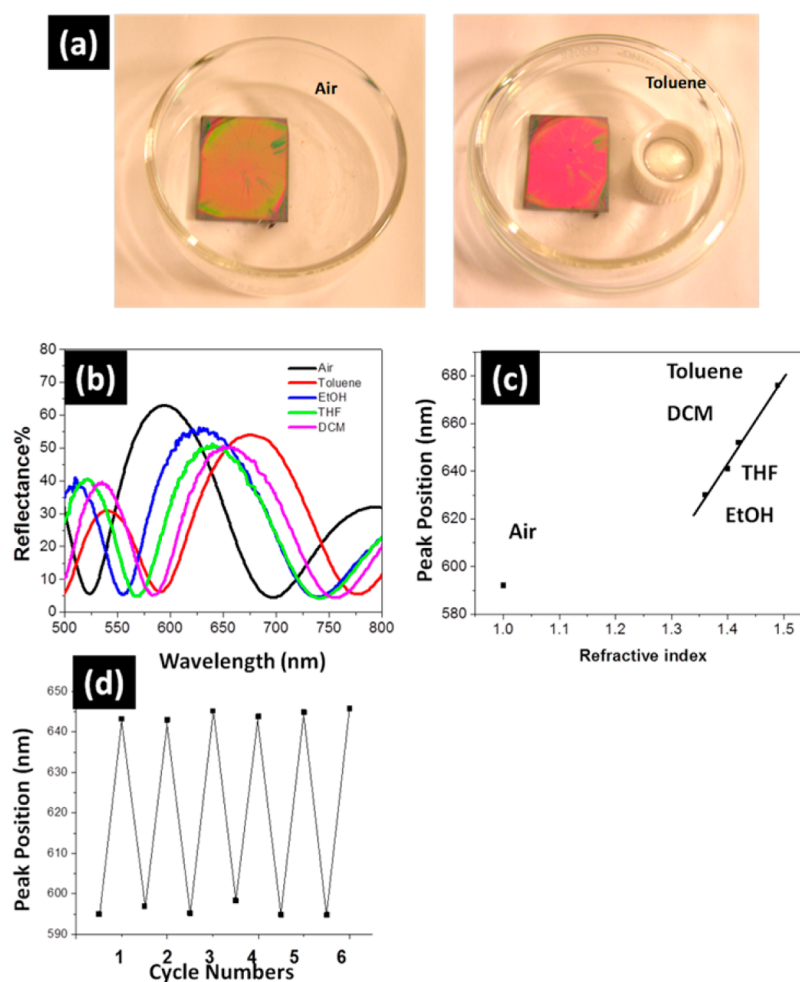 (a)
Air
Toluene
(b)
Air
Toluene
EtOH
THF
DCM
80
70
60
50
40
30
20
10
0
Reflectance%
500 550 600 650 700 750 800
Wavelength (nm)
(c)
680
660
640
620
600
580
Peak Position (nm)
Toluene
DCM
THF
EtOH
Air
1.0 1.1 1.2 1.3 1.4 1.5
Refractive index
(d)
650
640
600
590
Peak Position (nm)
1 2 3 4 5 6
Cycle Numbers